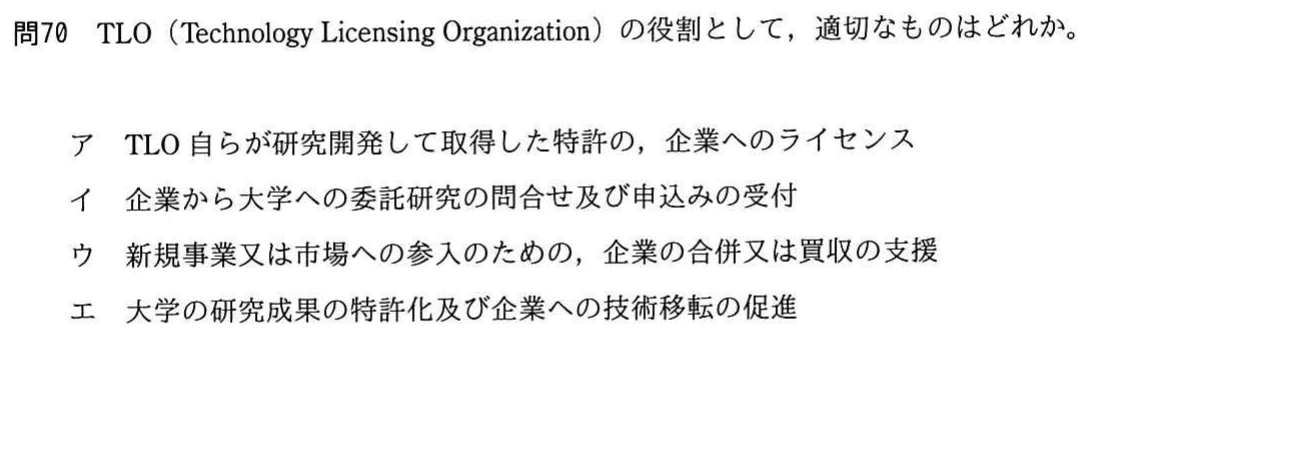 問70 TLO（Technology Licensing Organization）の役割として，適切なものはどれか。
ア TLO 自らが研究開発して取得した特許の，企業へのライセンス
イ 企業から大学への委託研究の問合せ及び申込みの受付
ウ 新規事業又は市場への参入のための，企業の合併又は買収の支援
エ 大学の研究成果の特許化及び企業への技術移転の促進